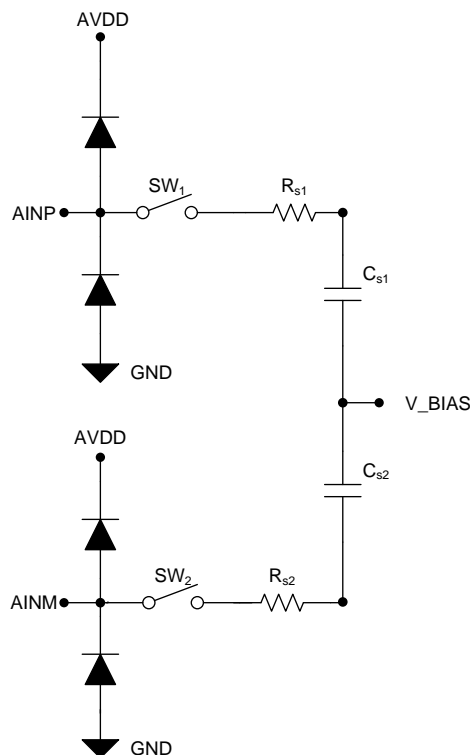 AVDD
SW1
Rs1
AINP
Cs1
GND
V_BIAS
AVDD
Cs2
SW2
Rs2
AINM
GND